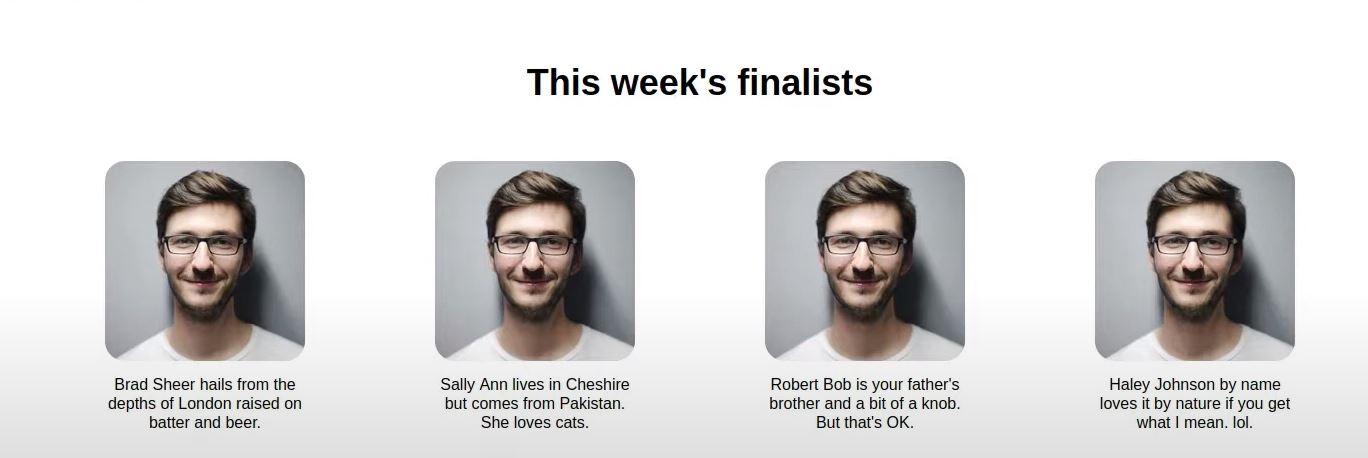 This week's finalists
Brad Sheer hails from the
depths of London raised on
batter and beer.
Sally Ann lives in Cheshire
but comes from Pakistan.
She loves cats.
Robert Bob is your father's
brother and a bit of a knob.
But that's OK.
Haley Johnson by name
loves it by nature if you get
what I mean. lol.